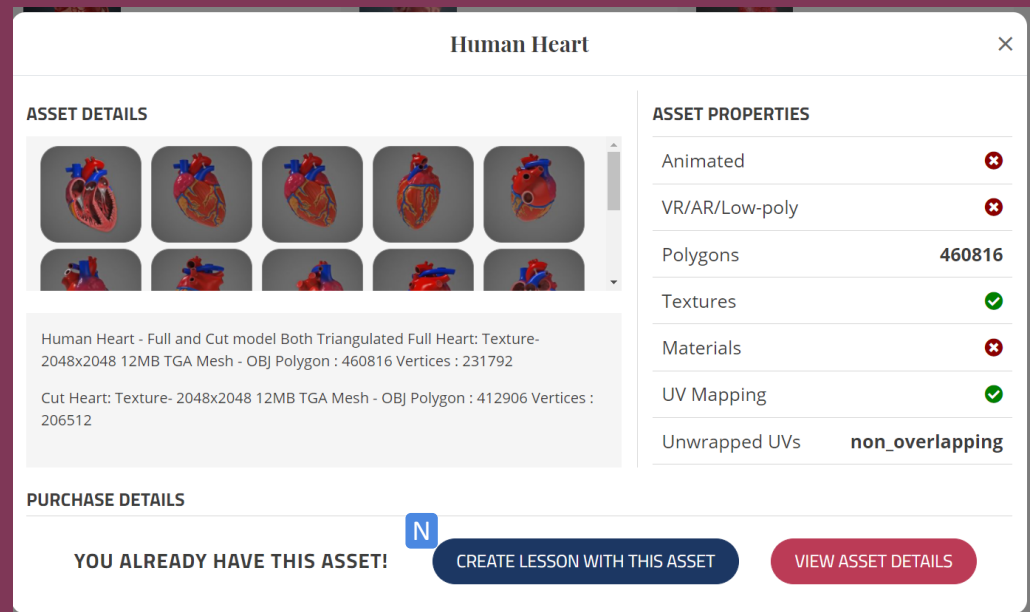 Human Heart
ASSET DETAILS
Human Heart - Full and Cut model Both Triangulated Full Heart: Texture-
2048x2048 12MB TGA Mesh - OBJ Polygon : 460816 Vertices : 231792
Cut Heart: Texture- 2048x2048 12MB TGA Mesh - OBJ Polygon : 412906 Vertices :
206512
ASSET PROPERTIES
Animated
VR/AR/Low-poly
Polygons 460816
Textures
Materials
UV Mapping
Unwrapped UVs non_overlapping
PURCHASE DETAILS
N
YOU ALREADY HAVE THIS ASSET! CREATE LESSON WITH THIS ASSET VIEW ASSET DETAILS